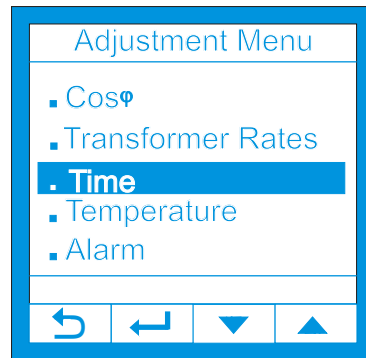 Adjustment Menu
Cosφ
Transformer Rates
Time
Temperature
Alarm